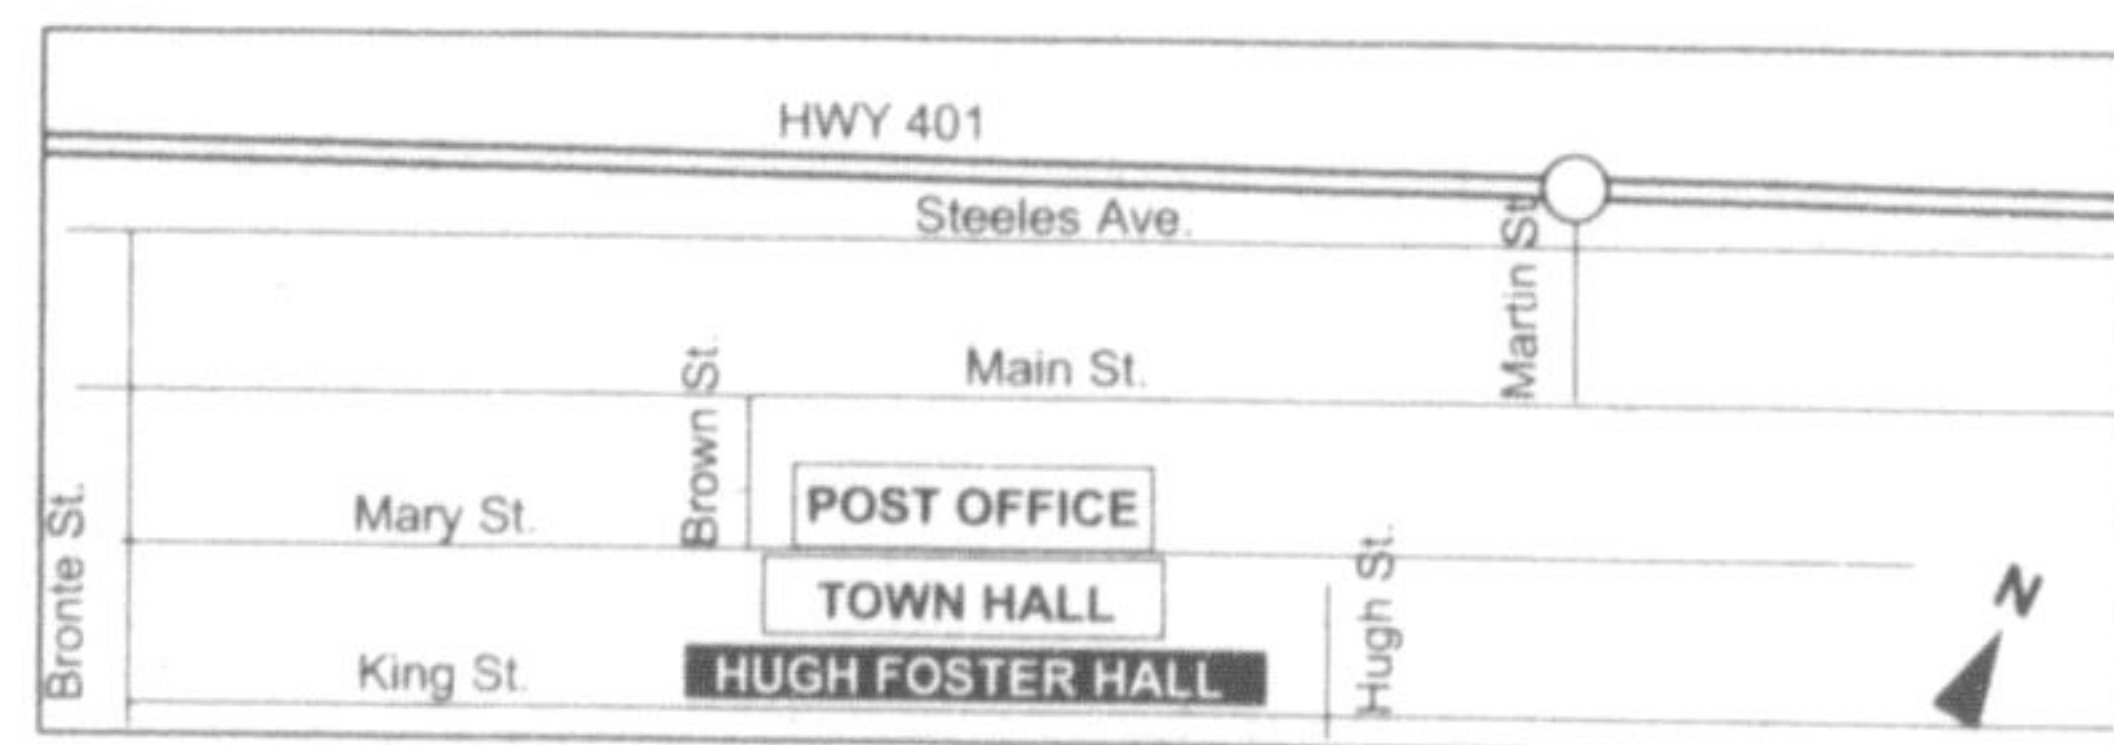 HWY 401
Steeles Ave.
Martin St.
Main St.
Brown St.
POST OFFICE
Mary St.
Bronte St.
TOWN HALL
Hugh St.
N
King St.
HUGH FOSTER HALL